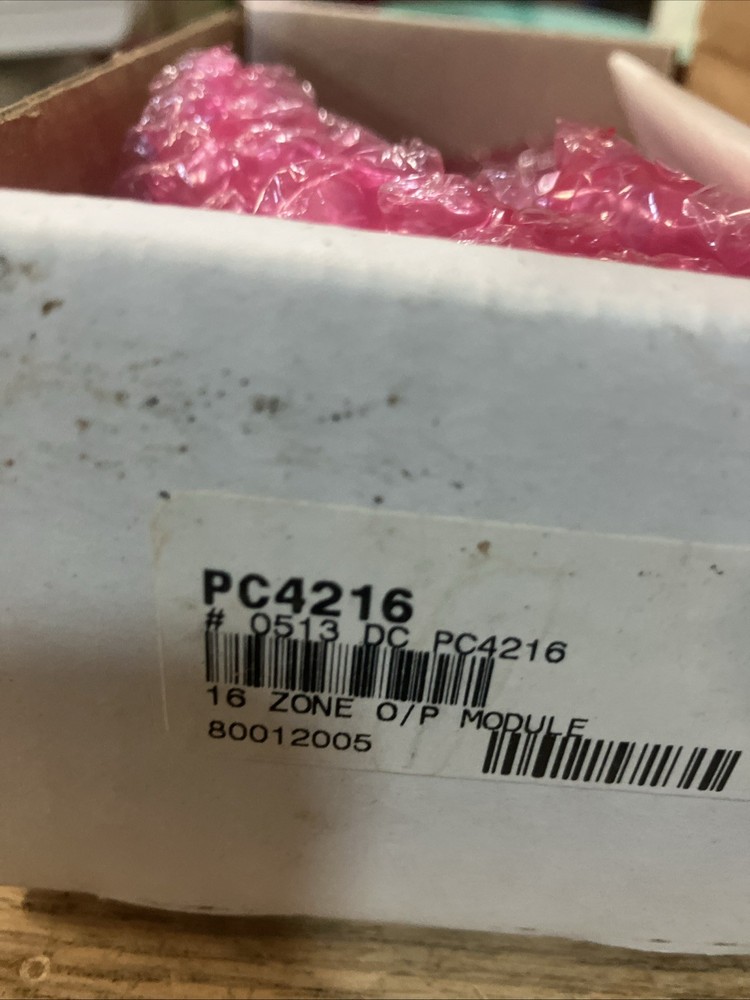 PC4216
# 0513 DC PC4216
16 ZONE O/P MODULE
80012005